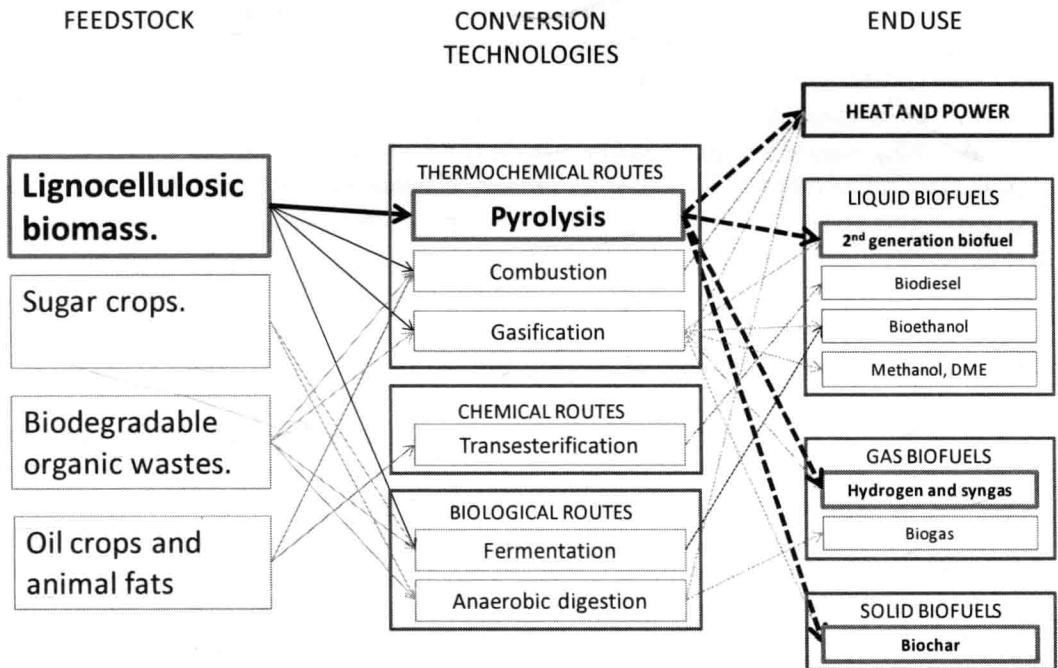 FEEDSTOCK
CONVERSION
TECHNOLOGIES
END USE
Lignocellulosic
biomass.
Sugar crops.
Biodegradable
organic wastes.
Oil crops and
animal fats
THERMOCHEMICAL ROUTES
Pyrolysis
Combustion
Gasification
CHEMICAL ROUTES
Transesterification
BIOLOGICAL ROUTES
Fermentation
Anaerobic digestion
HEAT AND POWER
LIQUID BIOFUELS
2nd generation biofuel
Biodiesel
Bioethanol
Methanol, DME
GAS BIOFUELS
Hydrogen and syngas
Biogas
SOLID BIOFUELS
Biochar